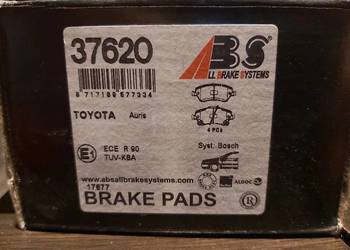 37620
ABS
ALL BRAKE SYSTEMS
8 717109 577334
TOYOTA Auris
4 PCs
ECE R 90
TUV-KBA
Syst. Bosch
www.absallbrakesystems.com
17677
BRAKE PADS
R